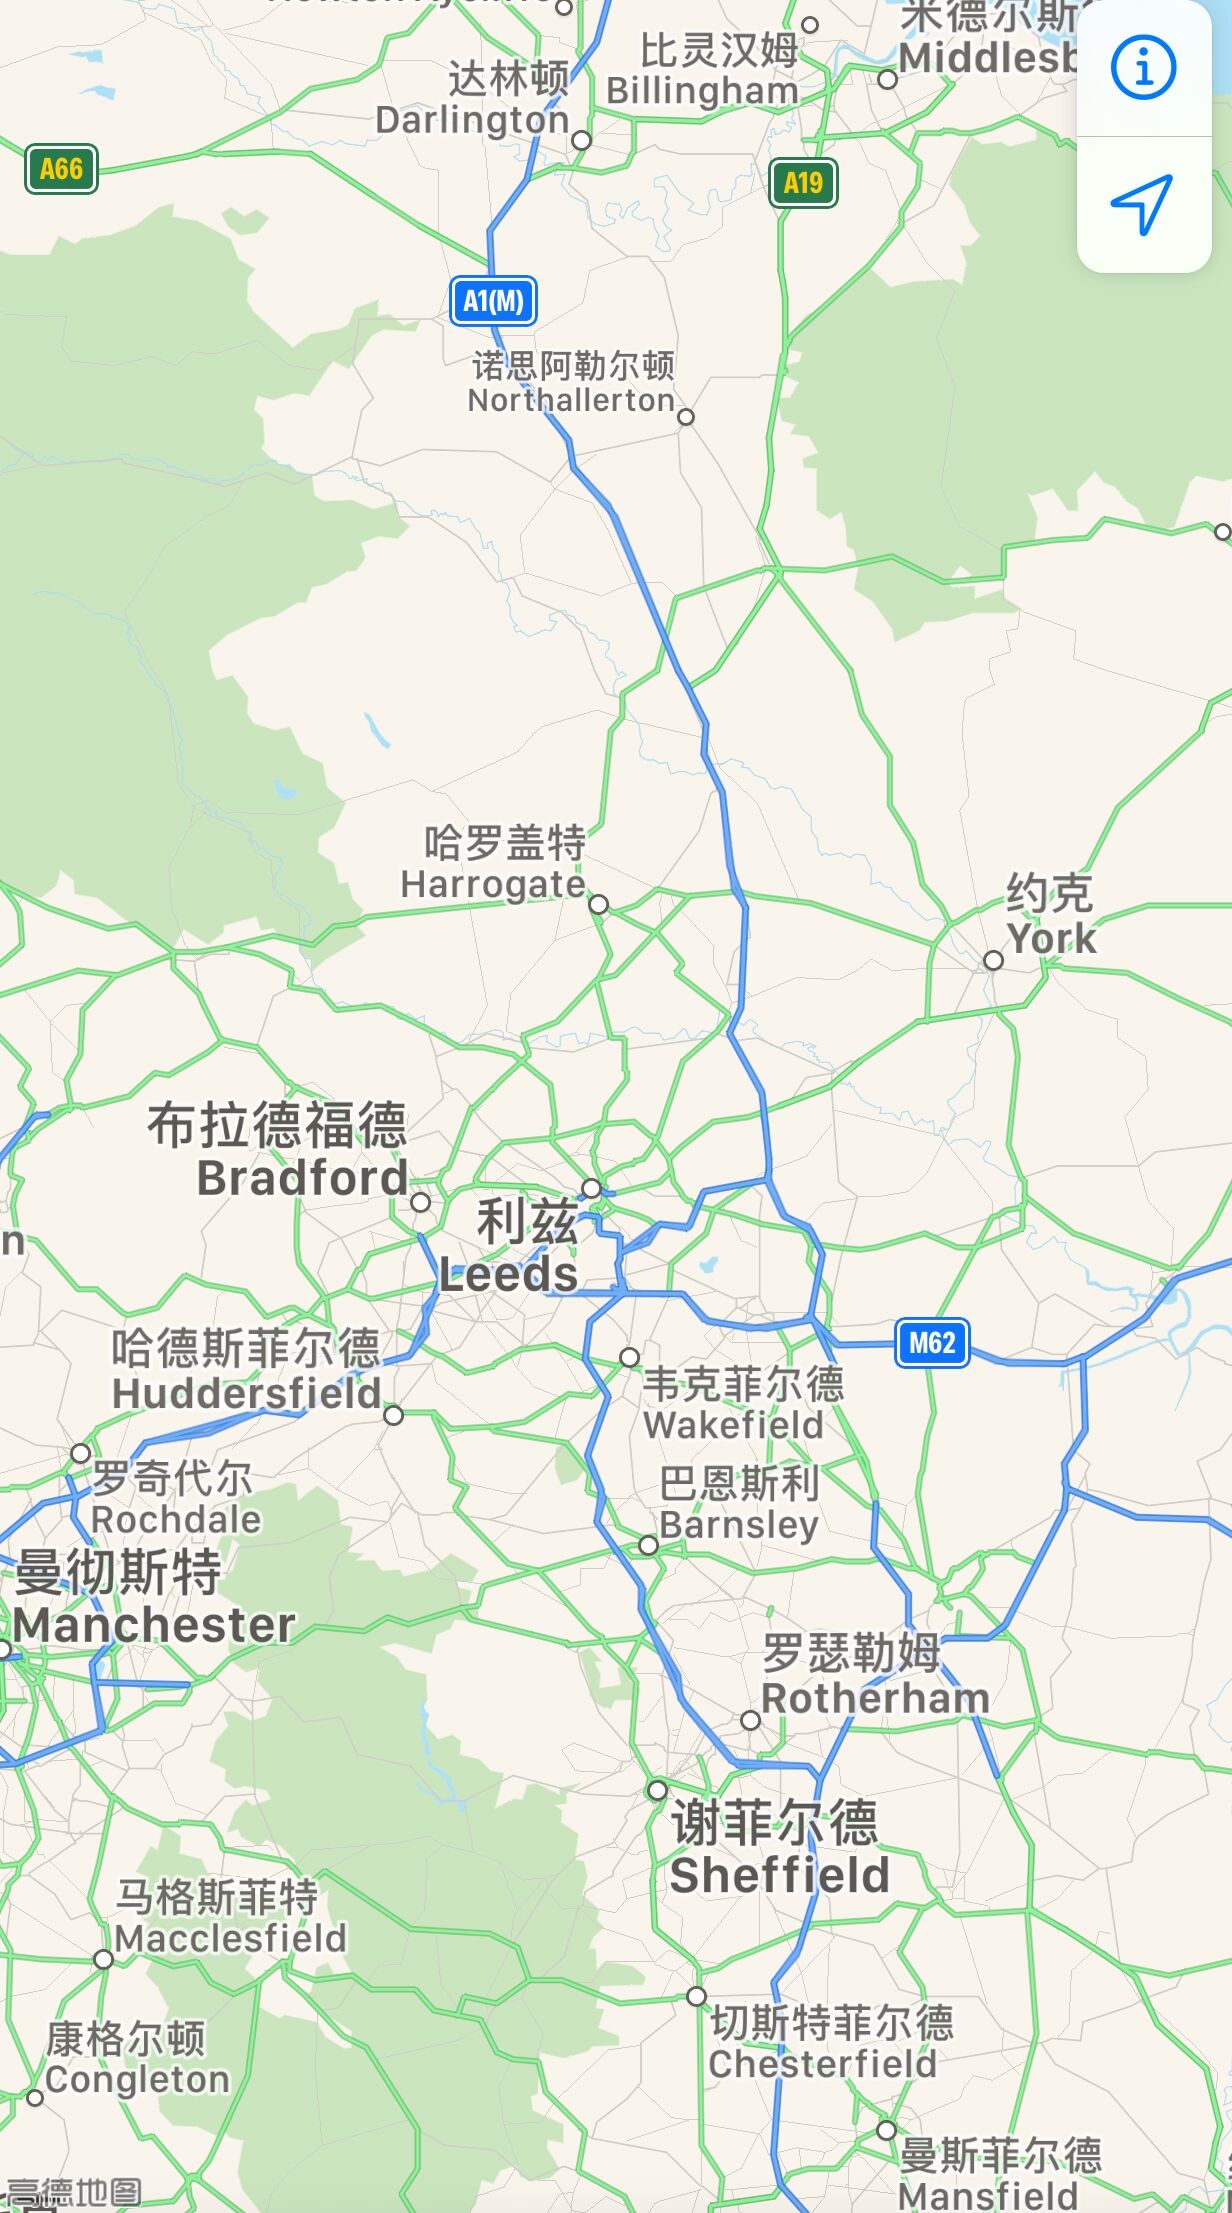 米德尔斯
Middlesb
比灵汉姆
Billingham
达林顿
Darlington
A66
A19
A1(M)
诺思阿勒尔顿
Northallerton
哈罗盖特
Harrogate
约克
York
布拉德福德
Bradford
利兹
Leeds
n
M62
哈德斯菲尔德
Huddersfield
韦克菲尔德
Wakefield
罗奇代尔
Rochdale
巴恩斯利
Barnsley
曼彻斯特
Manchester
罗瑟勒姆
Rotherham
谢菲尔德
Sheffield
马格斯菲特
Macclesfield
切斯特菲尔德
Chesterfield
康格尔顿
Congleton
曼斯菲尔德
Mansfield
高德地图